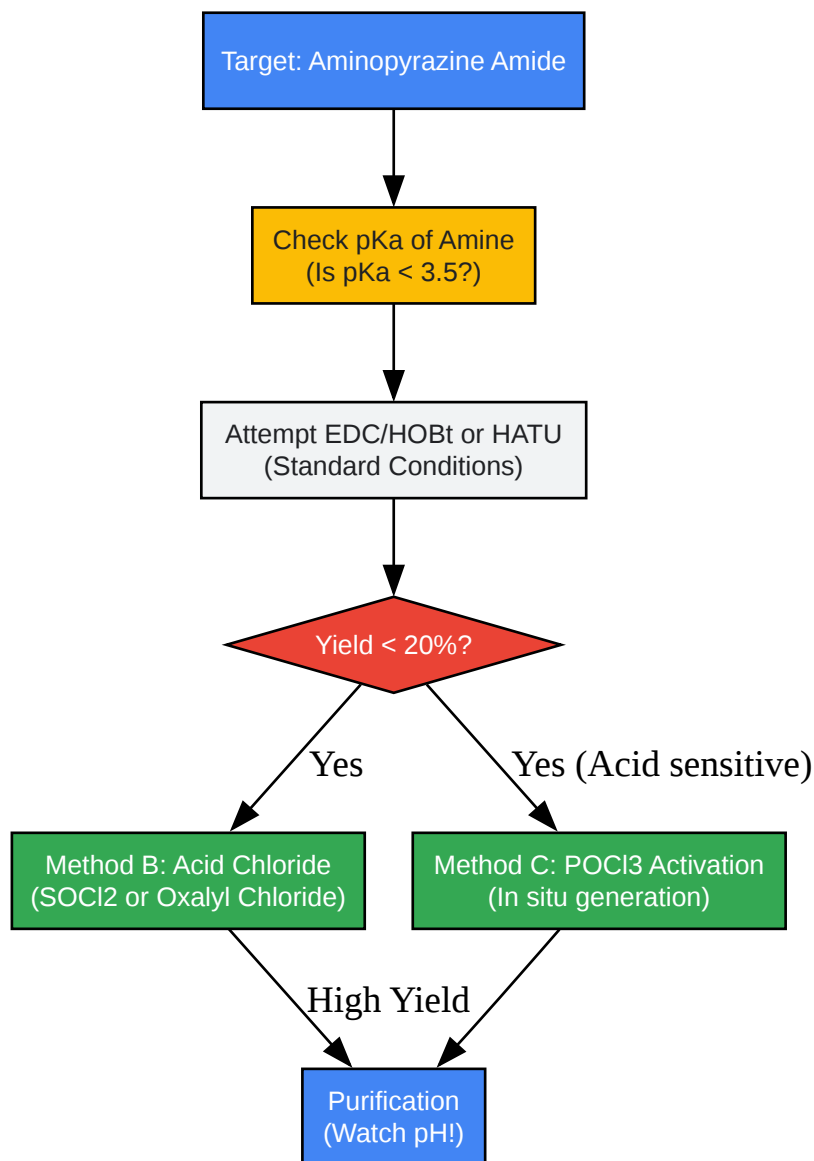 Target: Aminopyrazine Amide
Check pKa of Amine
(Is pKa < 3.5?)
Attempt EDC/HOBt or HATU
(Standard Conditions)
Yield < 20%?
Yes
Yes (Acid sensitive)
Method B: Acid Chloride
(SOCl2 or Oxalyl Chloride)
Method C: POCl3 Activation
(In situ generation)
High Yield
Purification
(Watch pH!)